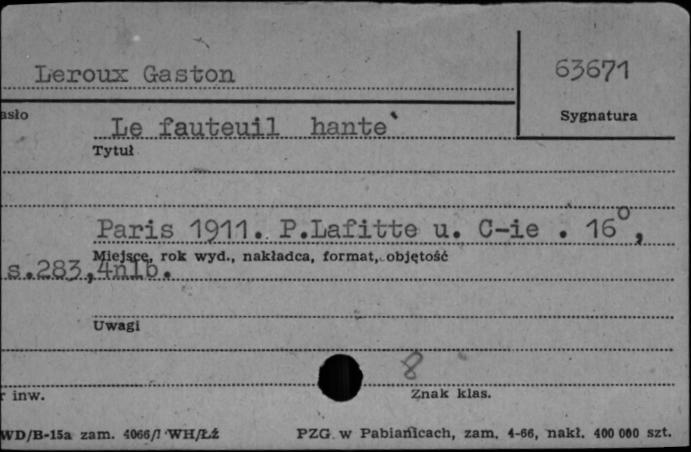 Leroux Gaston
63671
asło
Sygnatura
Le fauteuil hante`
Tytuł
Paris 1911. P.Lafitte u. C-ie . 16°,
Miejsce, rok wyd., nakładca, format, objętość
s.283,4nlb.
Uwagi
8
r inw.
Znak klas.
WD/B-15a zam. 4066/I WH/Łź
PZG w Pabianicach, zam. 4-66, nakł. 400 000 szt.